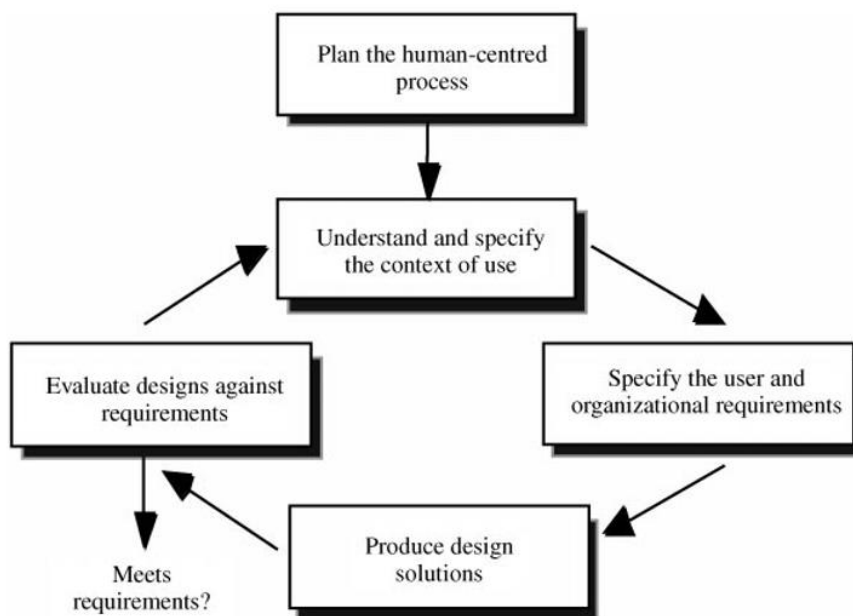 Plan the human-centred
process
Understand and specify
the context of use
Evaluate designs against
requirements
Specify the user and
organizational requirements
Produce design
solutions
Meets
requirements?